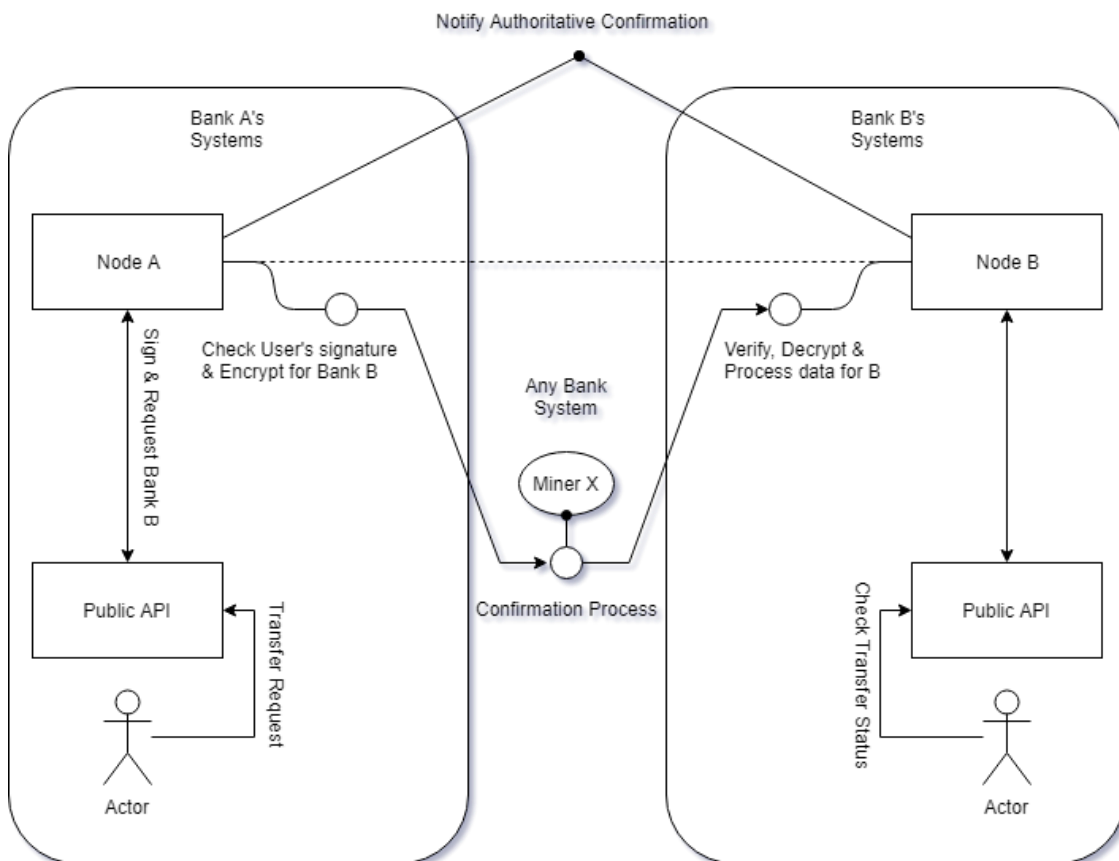 Notify Authoritative Confirmation
Bank A's
Systems
Bank B's
Systems
Node A
Node B
Check User's signature
& Encrypt for Bank B
Verify, Decrypt &
Process data for B
Sign & Request Bank B
Any Bank
System
Miner X
Confirmation Process
Public API
Transfer Request
Check Transfer Status
Public API
Actor
Actor